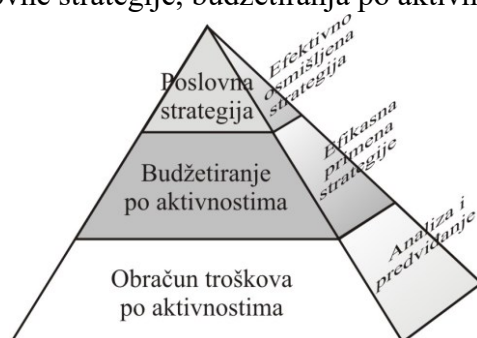 ovne strategije, budžetiranja po aktivn
Poslovna
strategija
Efektivno
osmišljena
strategija
Budžetiranje
po aktivnostima
Efikasna
primena
strategije
Obračun troškova
po aktivnostima
Analiza i
predviđanje